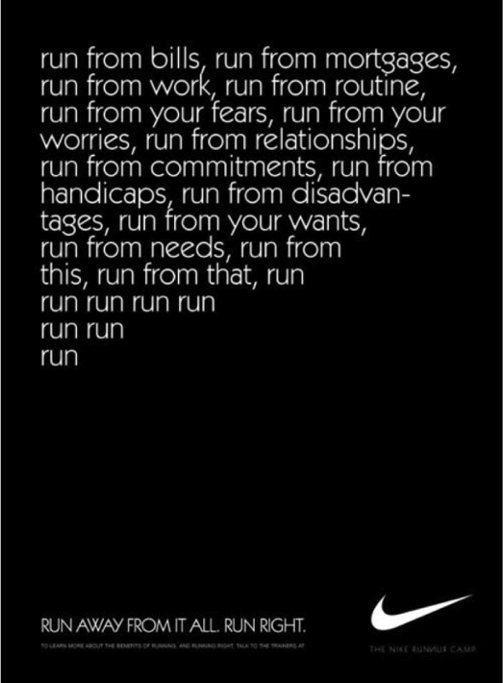 run from bills, run from mortgages,
run from work, run from routine,
run from your fears, run from your
worries, run from relationships,
run from commitments, run from
handicaps, run from disadvan-
tages, run from your wants,
run from needs, run from
this, run from that, run
run run run run
run run
run
RUN AWAY FROM IT ALL. RUN RIGHT.
TO LEARN MORE ABOUT THE BENEFITS OF RUNNING, AND RUNNING RIGHT, TALK TO THE TRAINERS AT
THE NIKE CAMP.